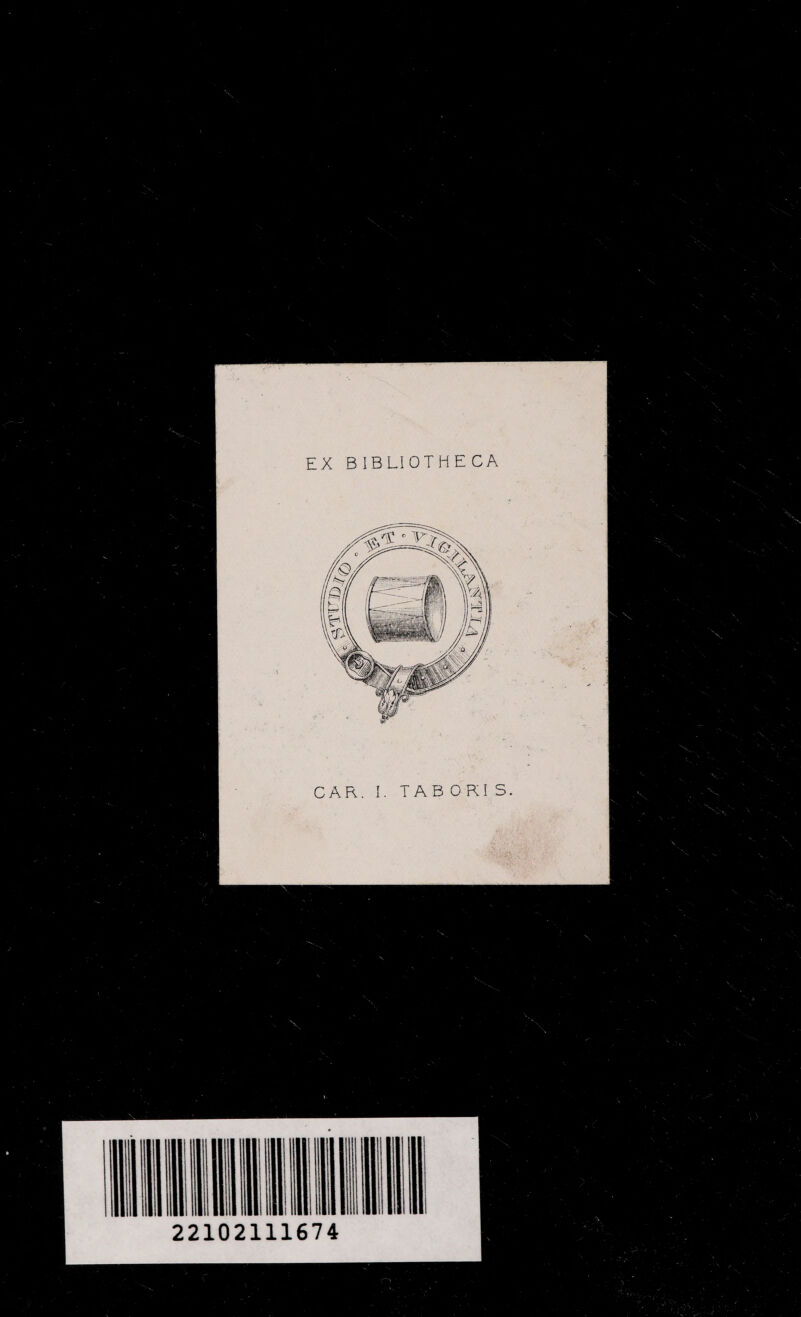 EX BIBLIOTHECA
· STUDIO · ET · VIGILANTIA ·
CAR. I. TABORIS.
22102111674